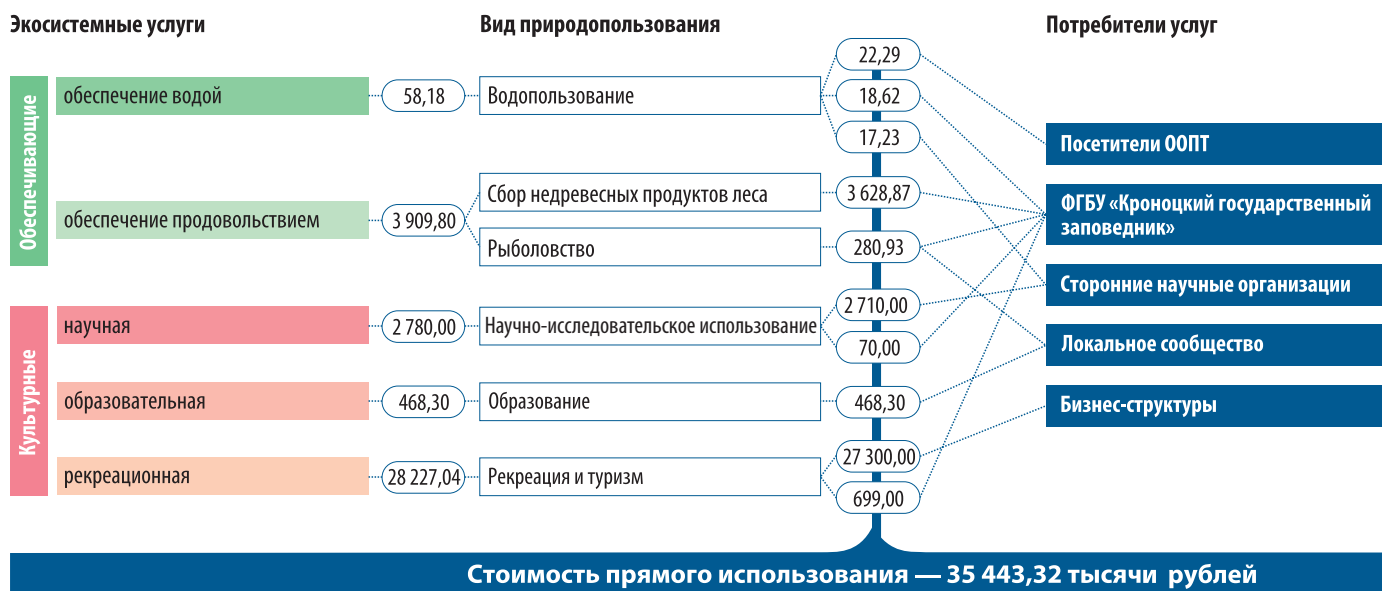 Экосистемные услуги
Вид природопользования
Потребители услуг
Обеспечивающие
обеспечение водой
58,18
Водопользование
22,29
18,62
17,23
обеспечение продовольствием
3 909,80
Сбор недревесных продуктов леса
3 628,87
Рыболовство
280,93
Культурные
научная
2 780,00
Научно-исследовательское использование
2 710,00
70,00
образовательная
468,30
Образование
468,30
рекреационная
28 227,04
Рекреация и туризм
27 300,00
699,00
Посетители ООПТ
ФГБУ «Кроноцкий государственный
заповедник»
Сторонние научные организации
Локальное сообщество
Бизнес-структуры
Стоимость прямого использования — 35 443,32 тысячи рублей